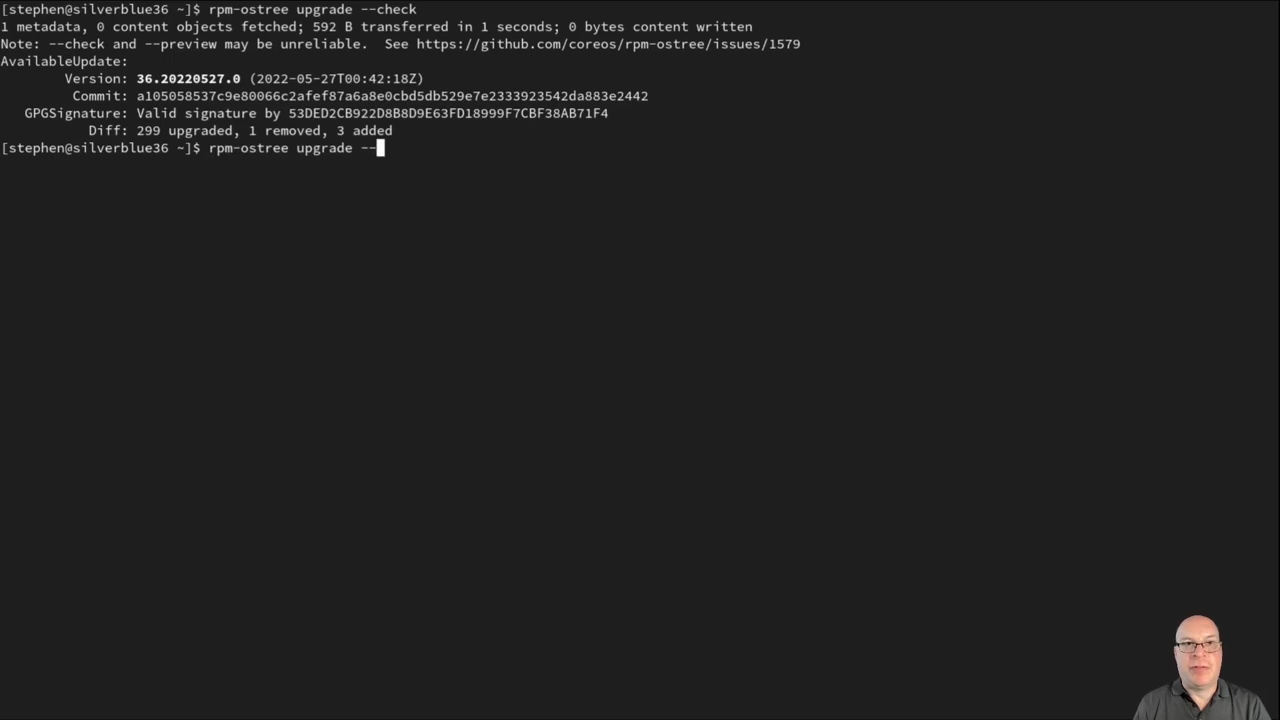 [stephen@silverblue36 ~]$ rpm-ostree upgrade --check
1 metadata, 0 content objects fetched; 592 B transferred in 1 seconds; 0 bytes content written
Note: --check and --preview may be unreliable.  See https://github.com/coreos/rpm-ostree/issues/1579
AvailableUpdate:
Version: 36.20220527.0 (2022-05-27T00:42:18Z)
Commit: a105058537c9e80066c2afef87a6a8e0cbd5db529e7e2333923542da883e2442
GPGSignature: Valid signature by 53DED2CB922D8B8D9E63FD18999F7CBF38AB71F4
Diff: 299 upgraded, 1 removed, 3 added
[stephen@silverblue36 ~]$ rpm-ostree upgrade --